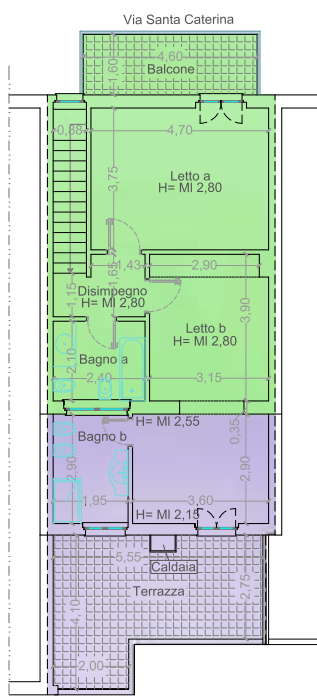 Via Santa Caterina
4,60
1,60
Balcone
0,88
4,70
3,75
Letto a
H= Ml 2,80
1,65
1,43
2,90
1,15
Disimpegno
H= Ml 2,80
3,90
Letto b
H= Ml 2,80
2,10
Bagno a
2,40
3,15
H= Ml 2,55
0,35
Bagno b
2,90
2,90
1,95
3,60
H= Ml 2,15
5,55
Caldaia
2,75
Terrazza
4,10
2,00